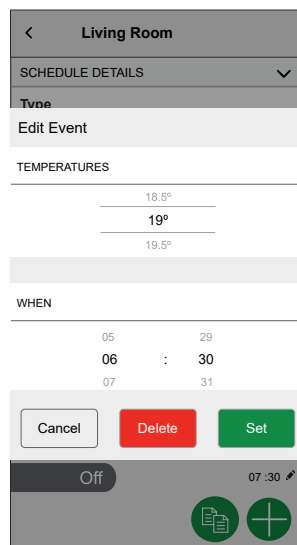 Living Room
SCHEDULE DETAILS
Type
Edit Event
TEMPERATURES
18.5º
19º
19.5º
WHEN
05 29
06 : 30
07 31
Cancel Delete Set
Off 07 :30